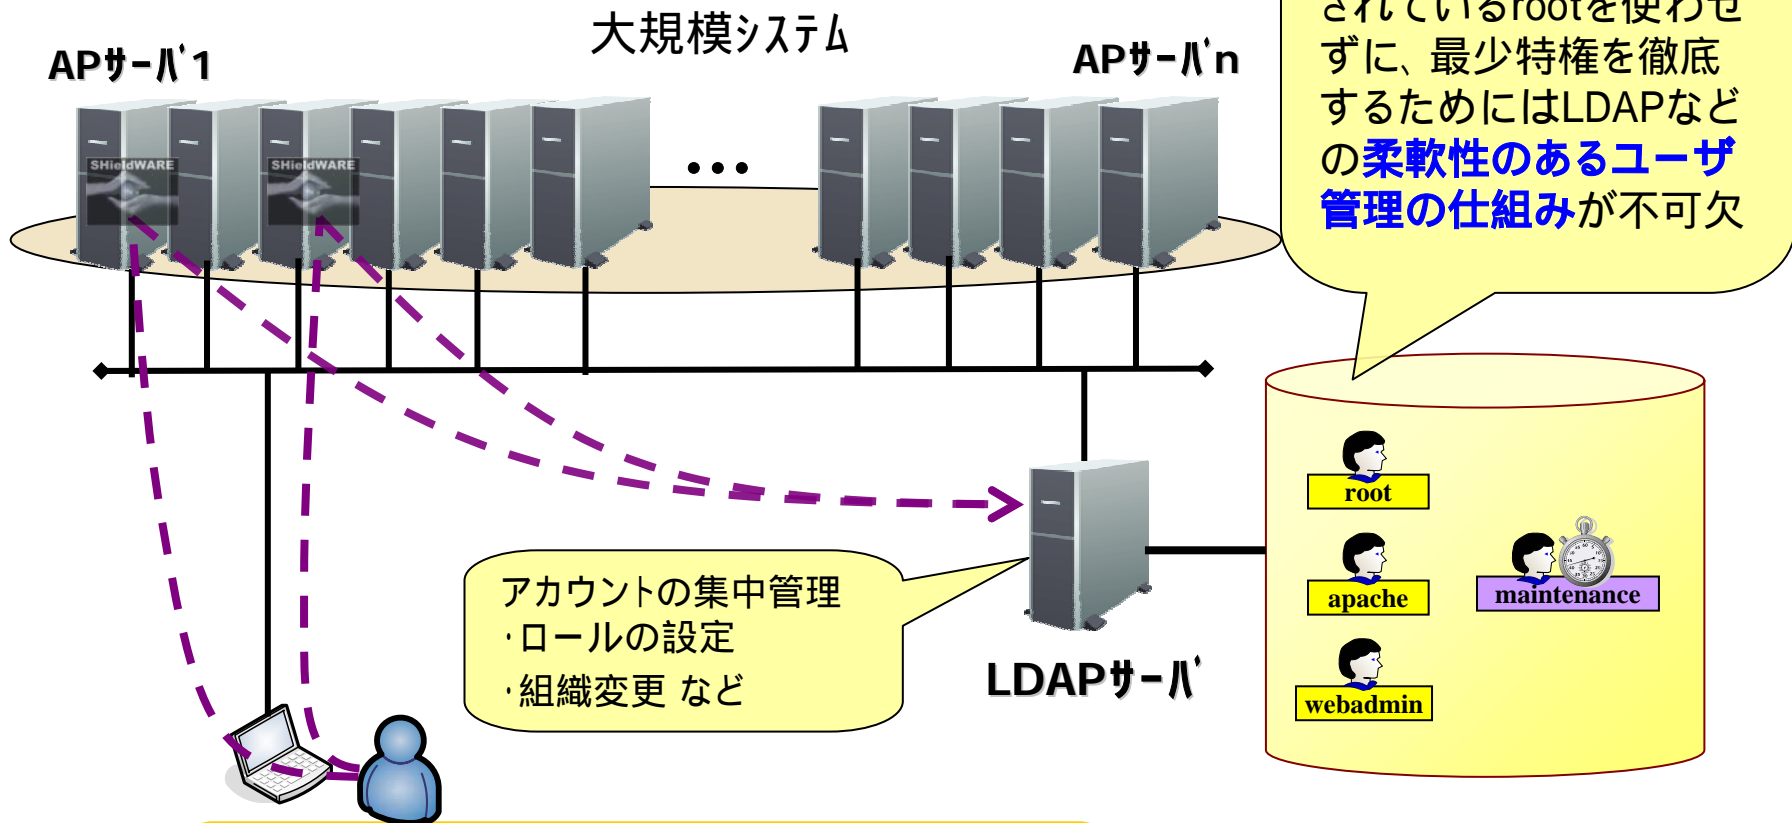 大規模システム
APサーバ1
APサーバn
されているrootを使わせ
ずに、最少特権を徹底
するためにはLDAPなど
の柔軟性のあるユーザ
管理の仕組みが不可欠
SHieldWARE
SHieldWARE
•••
root
apache
maintenance
webadmin
アカウントの集中管理
・ロールの設定
・組織変更 など
LDAPサーバ